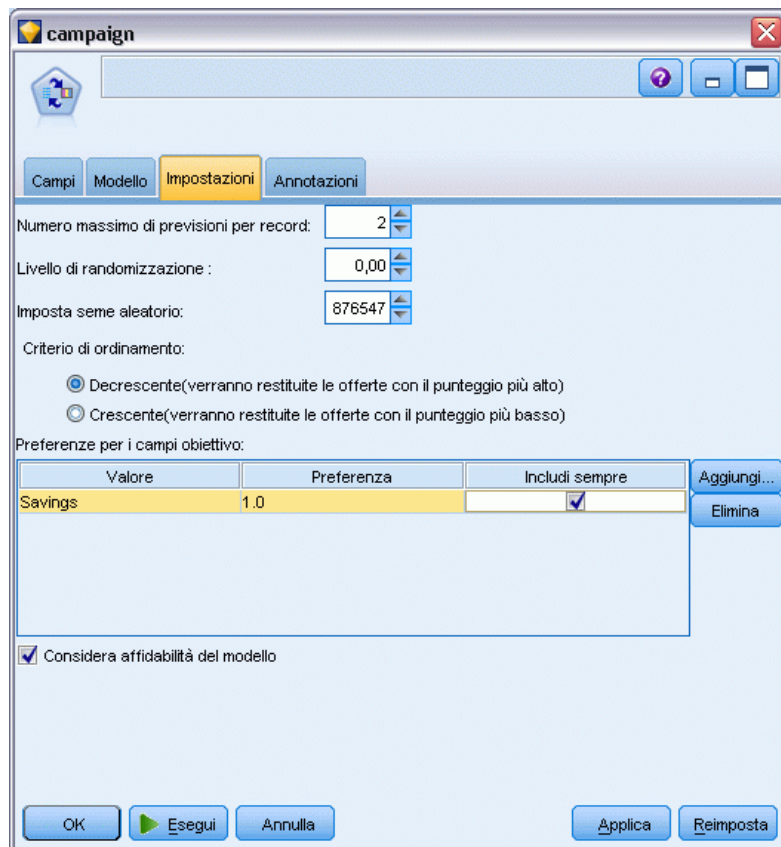 campaign
Campi Modello Impostazioni Annotazioni
Numero massimo di previsioni per record: 2
Livello di randomizzazione : 0,00
Imposta seme aleatorio: 876547
Criterio di ordinamento:
Decrescente(verranno restituite le offerte con il punteggio più alto)
Crescente(verranno restituite le offerte con il punteggio più basso)
Preferenze per i campi obiettivo:
Valore Preferenza Includi sempre Aggiungi...
Savings 1.0 Elimina
Considera affidabilità del modello
OK Esegui Annulla Applica Reimposta